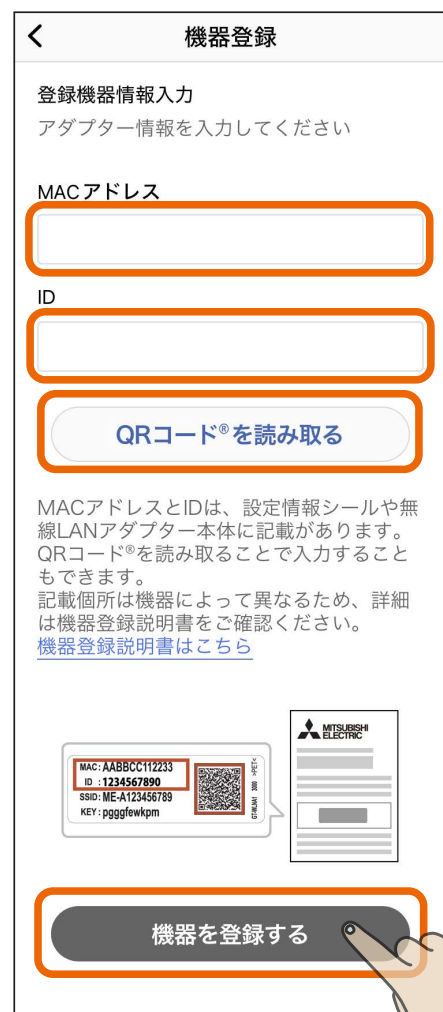 機器登録
登録機器情報入力
アダプター情報を入力してください
MACアドレス
ID
QRコード®を読み取る
MACアドレスとIDは、設定情報シールや無
線LANアダプター本体に記載があります。
QRコード®を読み取ることで入力すること
もできます。
記載個所は機器によって異なるため、詳細
は機器登録説明書をご確認ください。
機器登録説明書はこちら
MITSUBISHI
ELECTRIC
MAC: AABBCC112233
ID : 1234567890
SSID: ME-A123456789
KEY: pgggfewkpm
GT-WLNA1 3080 >PET<
機器を登録する